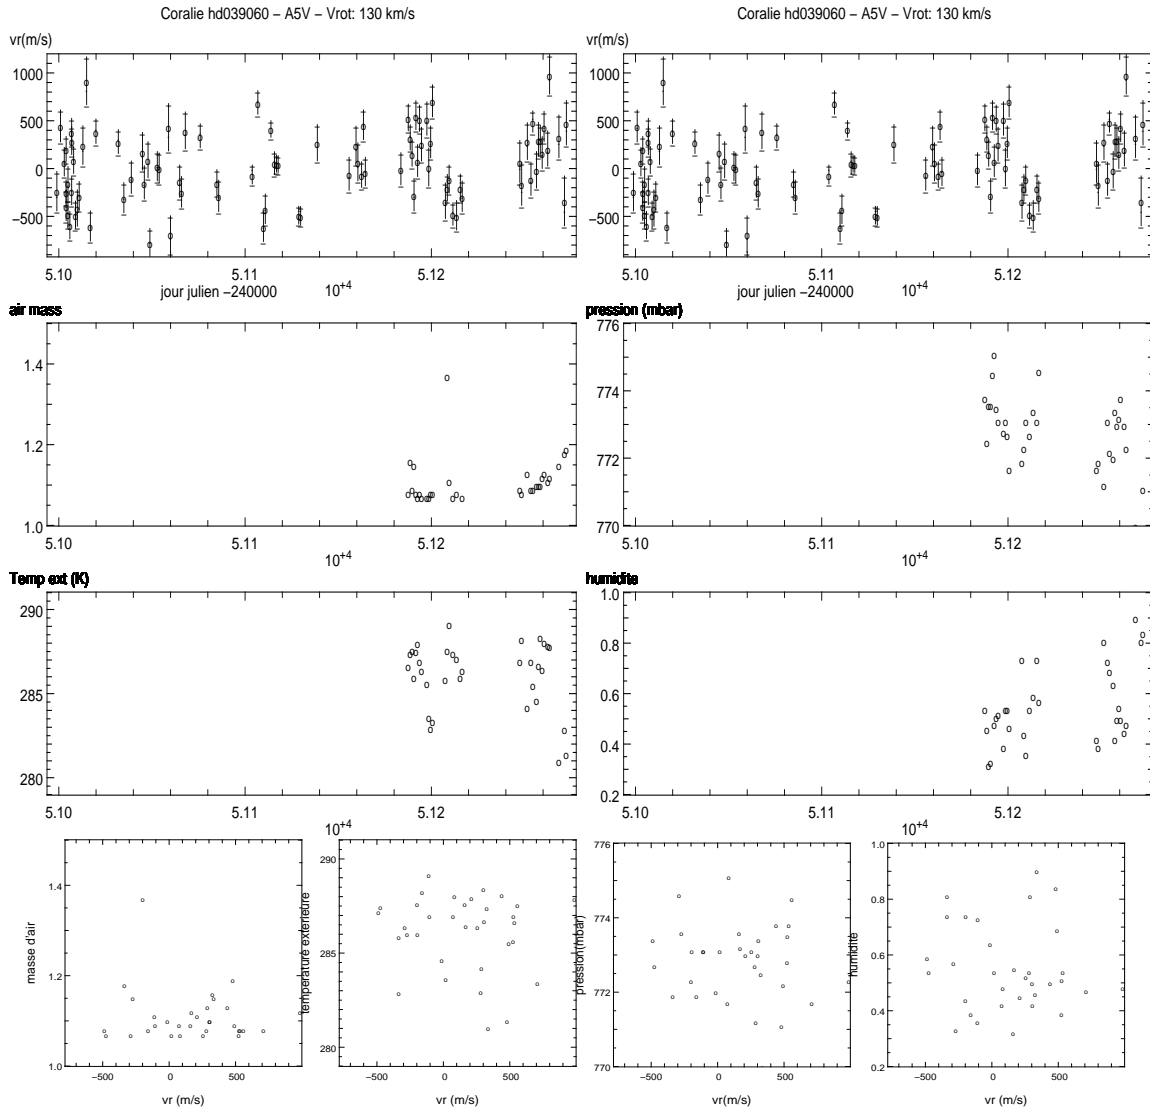 Coralie hd039060 − A5V − Vrot: 130 km/s Coralie hd039060 − A5V − Vrot: 130 km/s
vr(m/s) vr(m/s)
1000 1000
500 500
0 0
−500 −500
5.10 5.11 5.12 5.10 5.11 5.12
jour julien −240000 10+4 jour julien −240000 10+4
air mass pression (mbar)
776
1.4 774
1.2 772
1.0 770
5.10 5.11 5.12 5.10 5.11 5.12
10+4 10+4
Temp ext (K) humidite
290 1.0
0.8
285 0.6
0.4
280 0.2
5.10 5.11 5.12 5.10 5.11 5.12
10+4 10+4
masse d'air
1.4
1.2
1.0
−500 0 500
vr (m/s)
temperature exterieure
290
288
286
284
282
280
−500 0 500
vr (m/s)
pression(mbar)
776
774
772
770
−500 0 500
vr(m/s)
humidite
1.0
0.8
0.6
0.4
0.2
−500 0 500
vr (m/s)